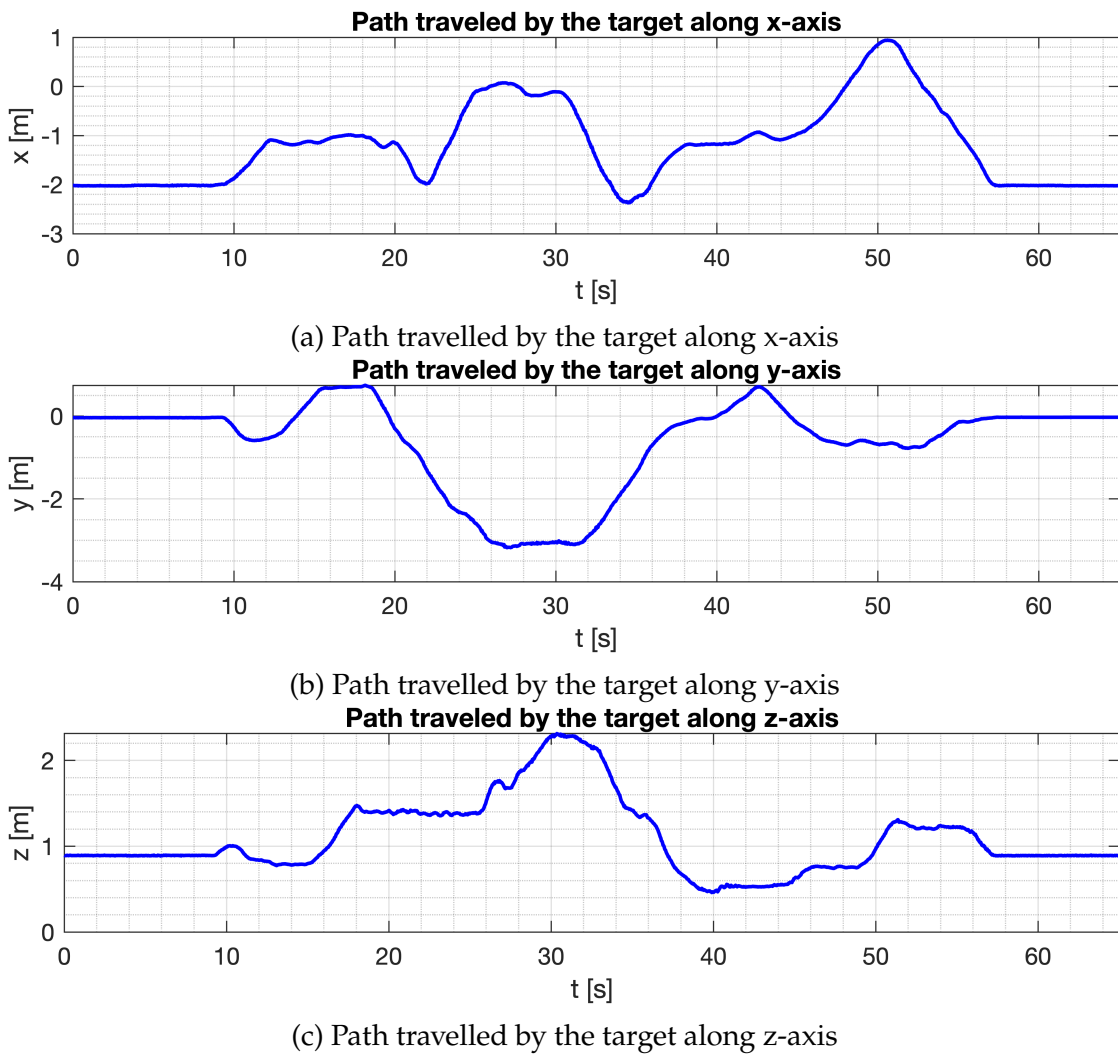 Path traveled by the target along x-axis
1
0
-1
-2
-3
x [m]
0 10 20 30 40 50 60
t [s]
(a) Path travelled by the target along x-axis
Path traveled by the target along y-axis
0
-2
-4
y [m]
0 10 20 30 40 50 60
t [s]
(b) Path travelled by the target along y-axis
Path traveled by the target along z-axis
2
1
0
z [m]
0 10 20 30 40 50 60
t [s]
(c) Path travelled by the target along z-axis